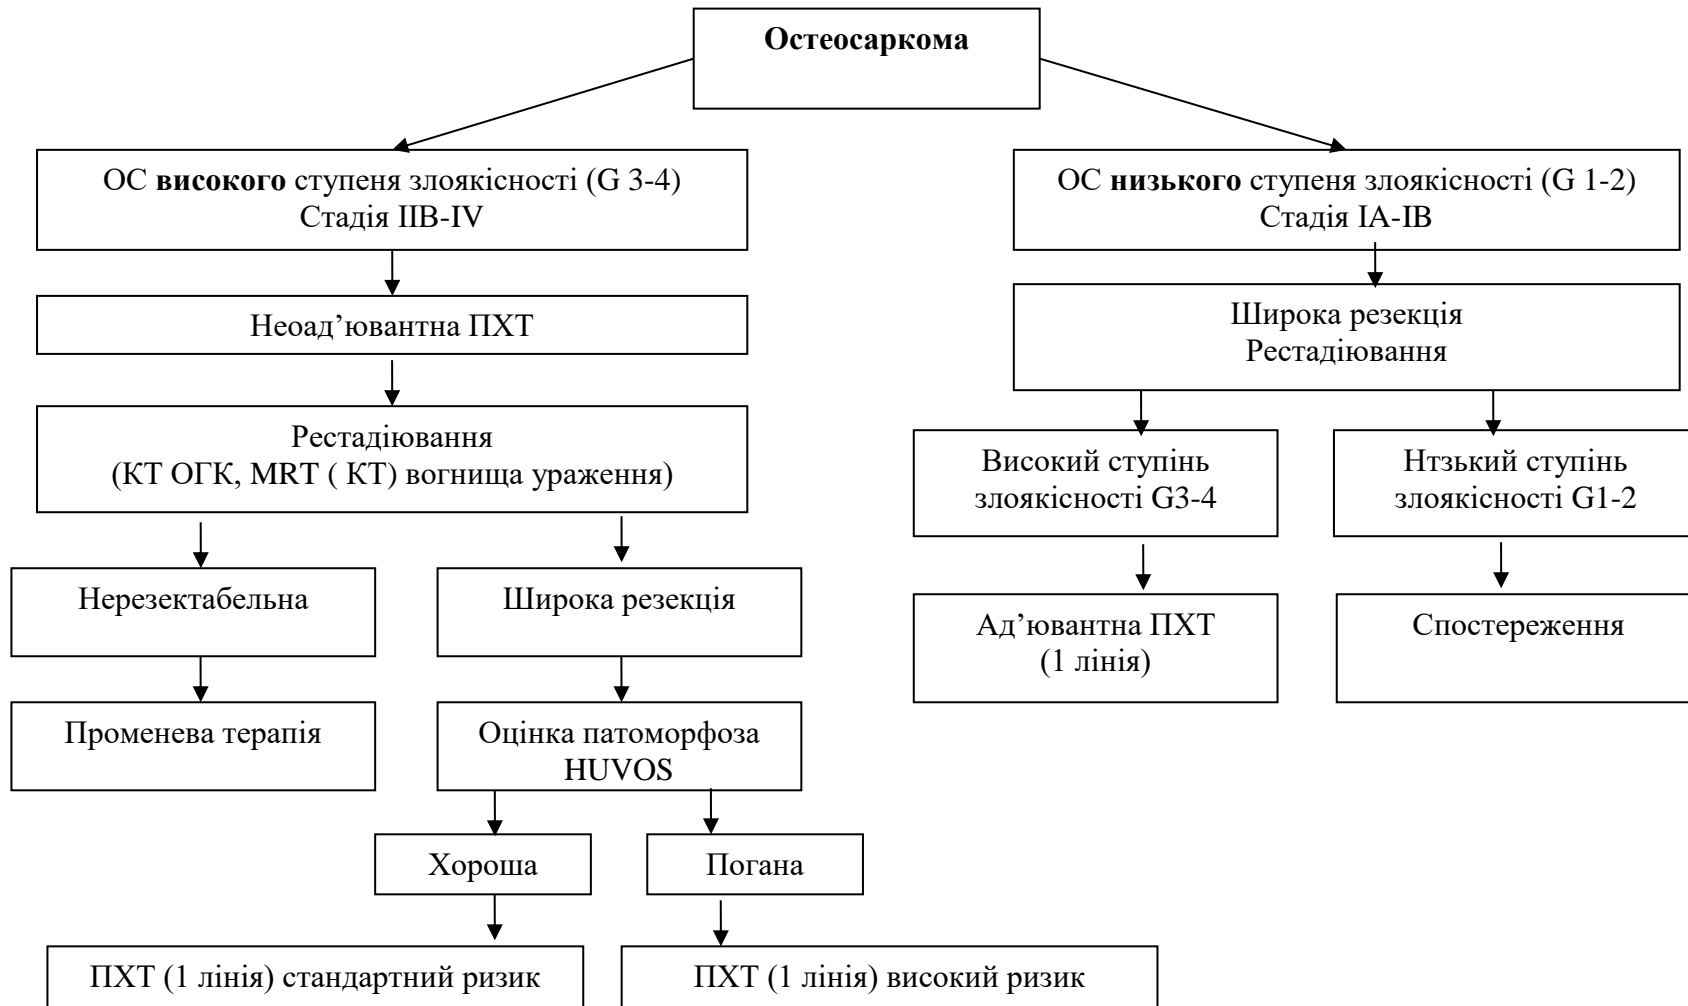 Остеосаркома
ОС високого ступеня злоякісності (G 3-4)
Стадія IIB-IV
ОС низького ступеня злоякісності (G 1-2)
Стадія IA-IB
Неоад’ювантна ПХТ
Широка резекція
Рестадіювання
Рестадіювання
(КТ ОГК, MRT ( КТ) вогнища ураження)
Високий ступінь
злоякісності G3-4
Нтзький ступінь
злоякісності G1-2
Нерезектабельна
Широка резекція
Ад’ювантна ПХТ
(1 лінія)
Спостереження
Променева терапія
Оцінка патоморфоза
HUVOS
Хороша
Погана
ПХТ (1 лінія) стандартний ризик
ПХТ (1 лінія) високий ризик